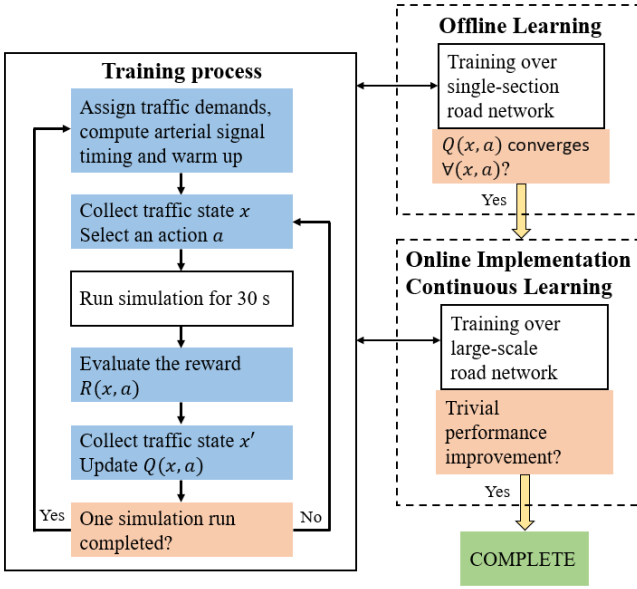 Training process
Assign traffic demands,
compute arterial signal
timing and warm up
Collect traffic state x
Select an action a
Run simulation for 30 s
Evaluate the reward
R(x, a)
Collect traffic state x′
Update Q(x, a)
Yes
One simulation run
completed?
No
Offline Learning
Training over
single-section
road network
Q(x, a) converges
∀(x, a)?
Yes
Online Implementation
Continuous Learning
Training over
large-scale
road network
Trivial
performance
improvement?
Yes
COMPLETE